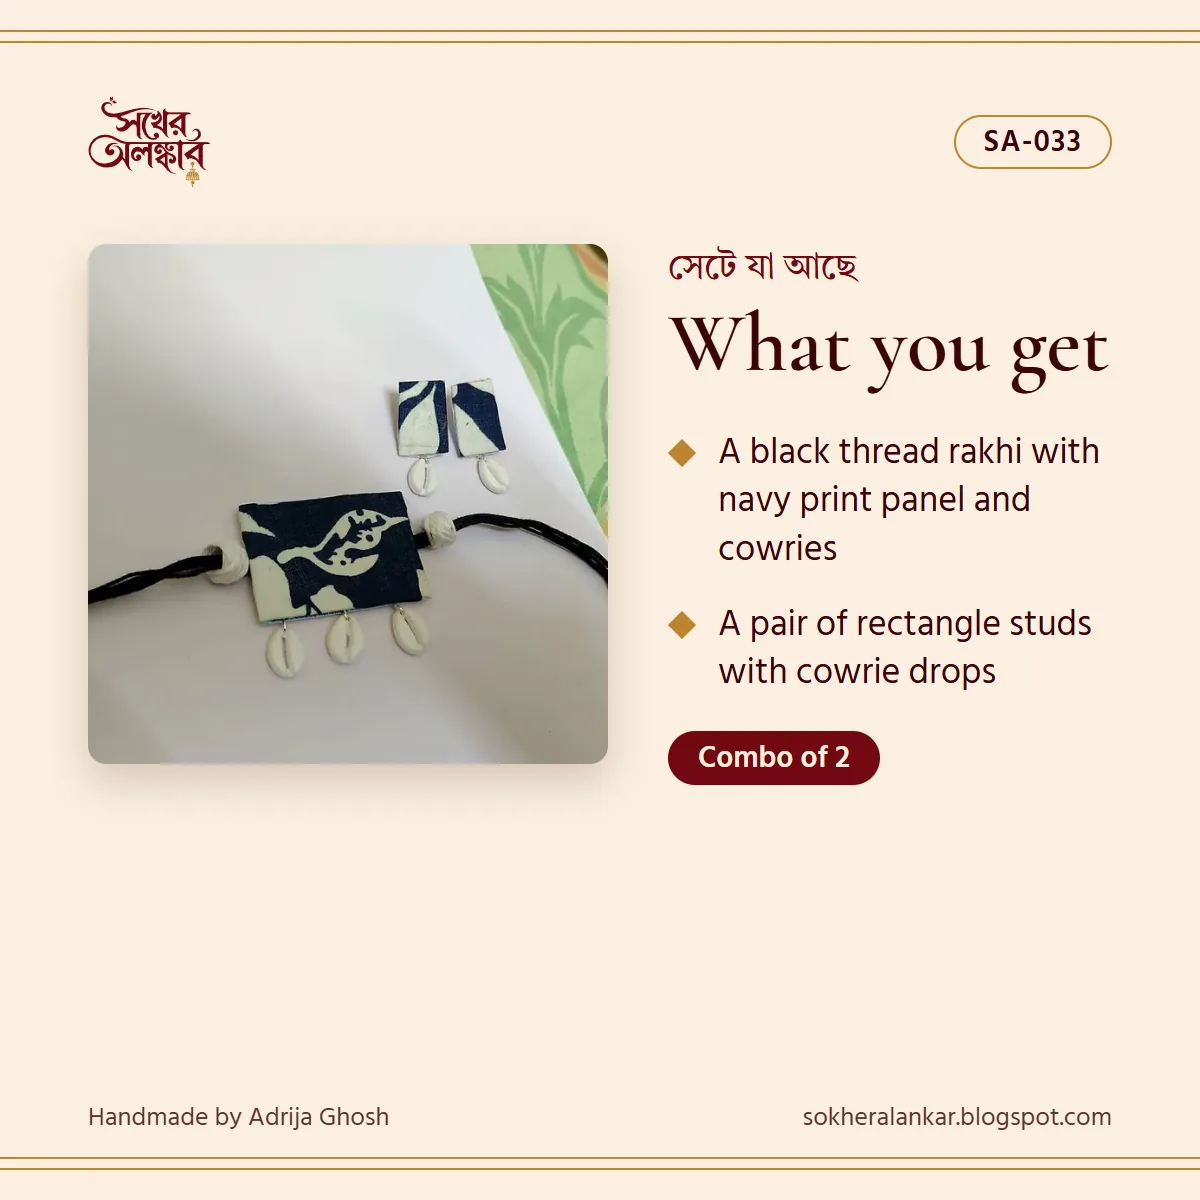 সখের
অলঙ্কার
SA-033
সেটে যা আছে
What you get
A black thread rakhi with
navy print panel and
cowries
A pair of rectangle studs
with cowrie drops
Combo of 2
Handmade by Adrija Ghosh
sokheralankar.blogspot.com